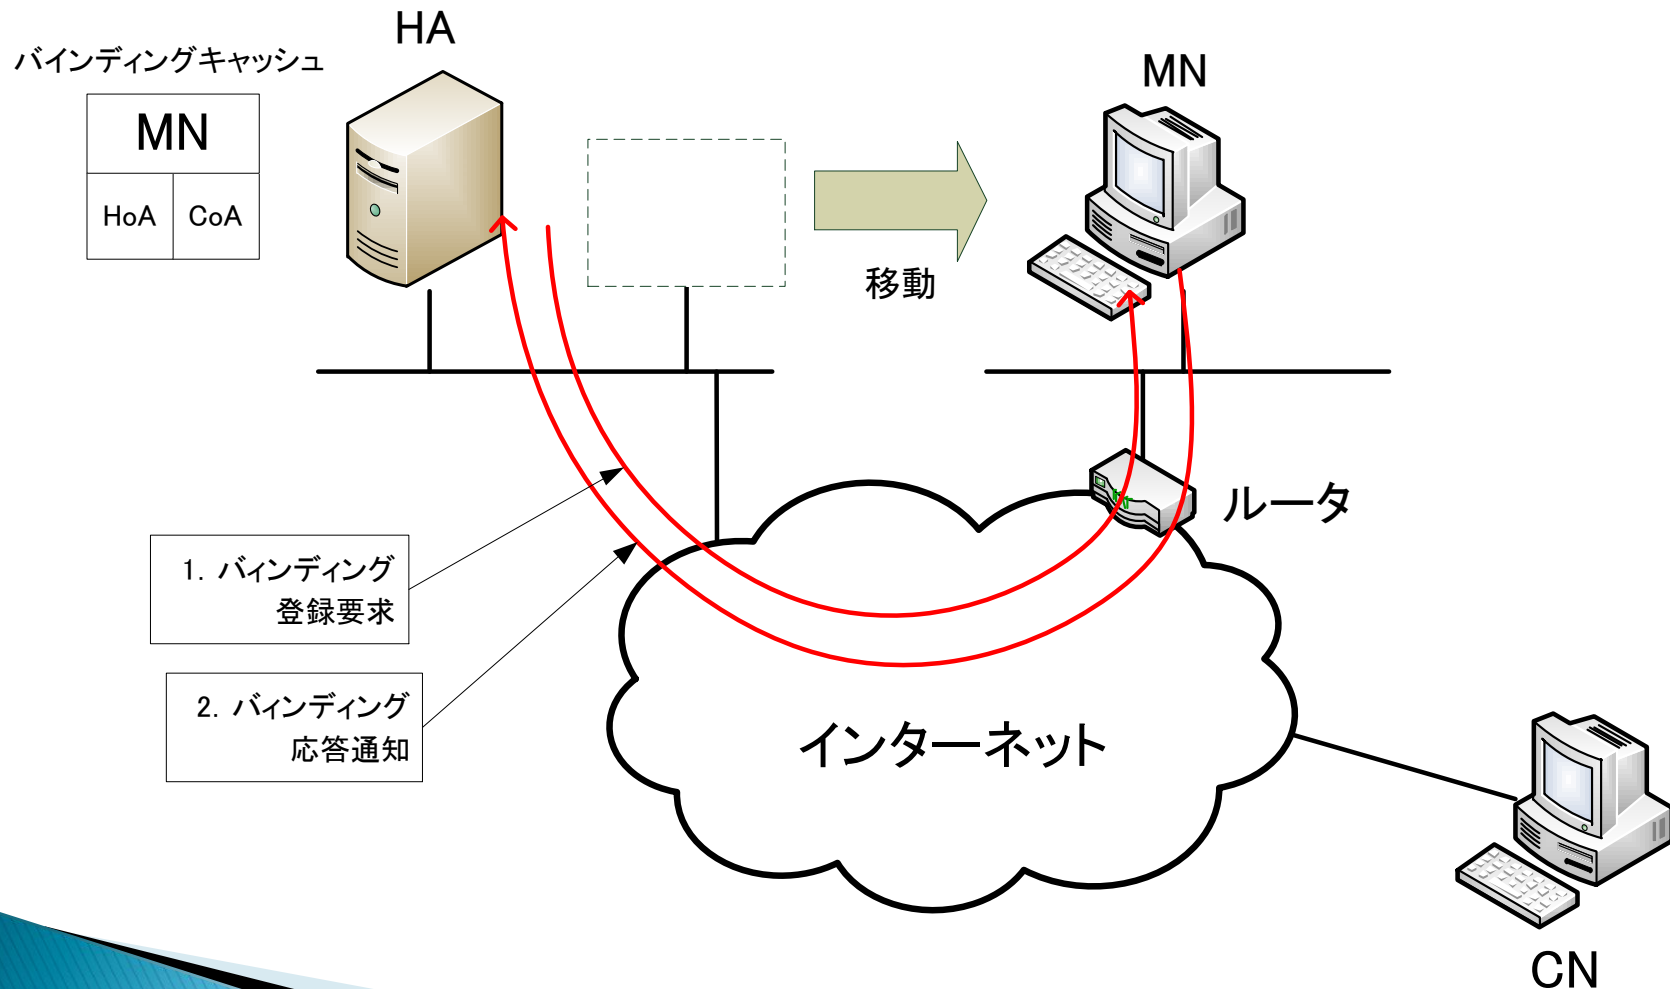 HA
バインディングキャッシュ
MN
HoA
CoA
MN
移動
ルータ
1. バィンディング
登録要求
2. バィンディング
応答通知
インターネット
CN